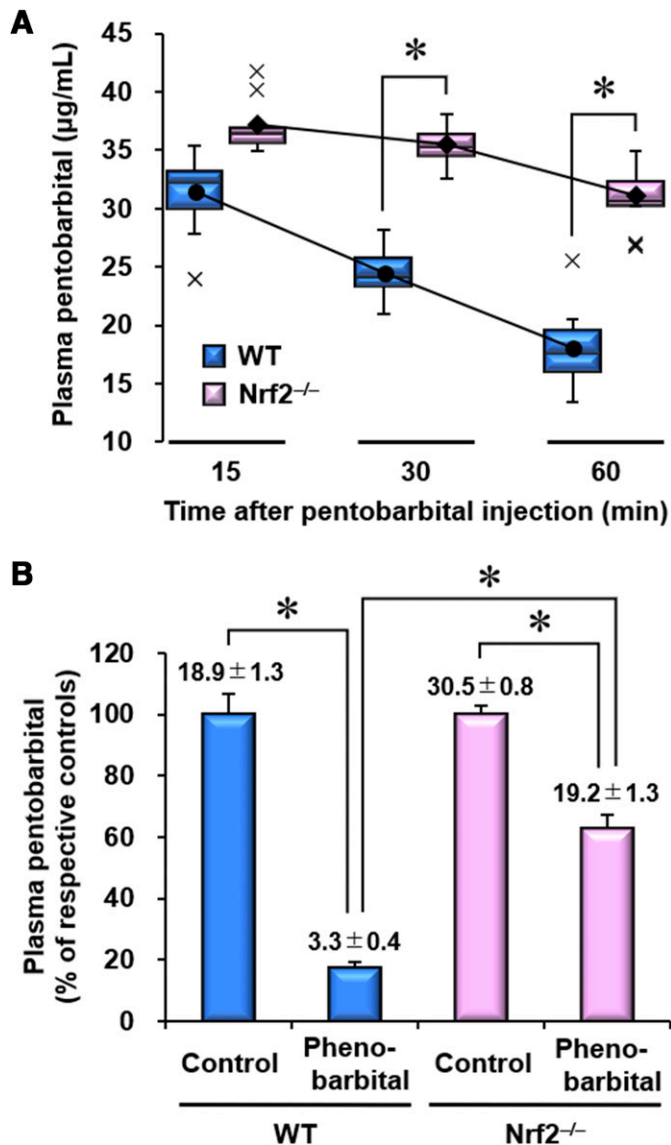 A
Plasma pentobarbital (µg/mL)
45
40
35
30
25
20
15
10
*
*
WT
Nrf2⁻/⁻
15 30 60
Time after pentobarbital injection (min)
B
Plasma pentobarbital
(% of respective controls)
120
100
80
60
40
20
0
*
*
*
18.9±1.3
3.3±0.4
30.5±0.8
19.2±1.3
Control Pheno-
barbital Control Pheno-
barbital
WT Nrf2⁻/⁻